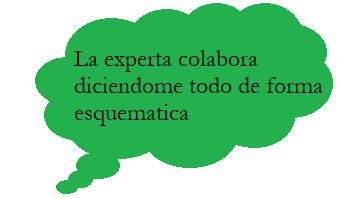 La experta colabora
diciendome todo de forma
esquematica